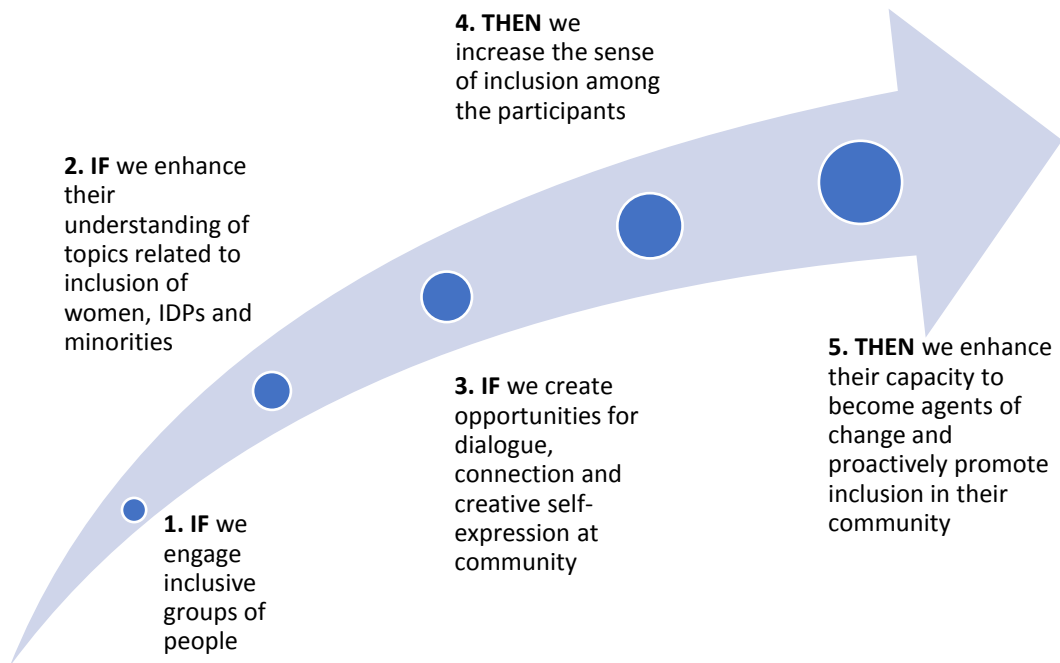 1. IF we
engage
inclusive
groups of
people
2. IF we enhance
their
understanding of
topics related to
inclusion of
women, IDPs and
minorities
3. IF we create
opportunities for
dialogue,
connection and
creative self-
expression at
community
4. THEN we
increase the sense
of inclusion among
the participants
5. THEN we enhance
their capacity to
become agents of
change and
proactively promote
inclusion in their
community